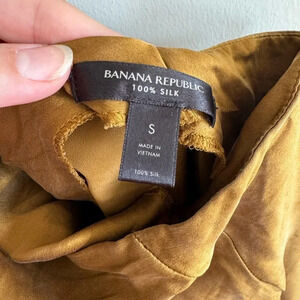 BANANA REPUBLIC
100% SILK
S
MADE IN
VIETNAM
100% Silk